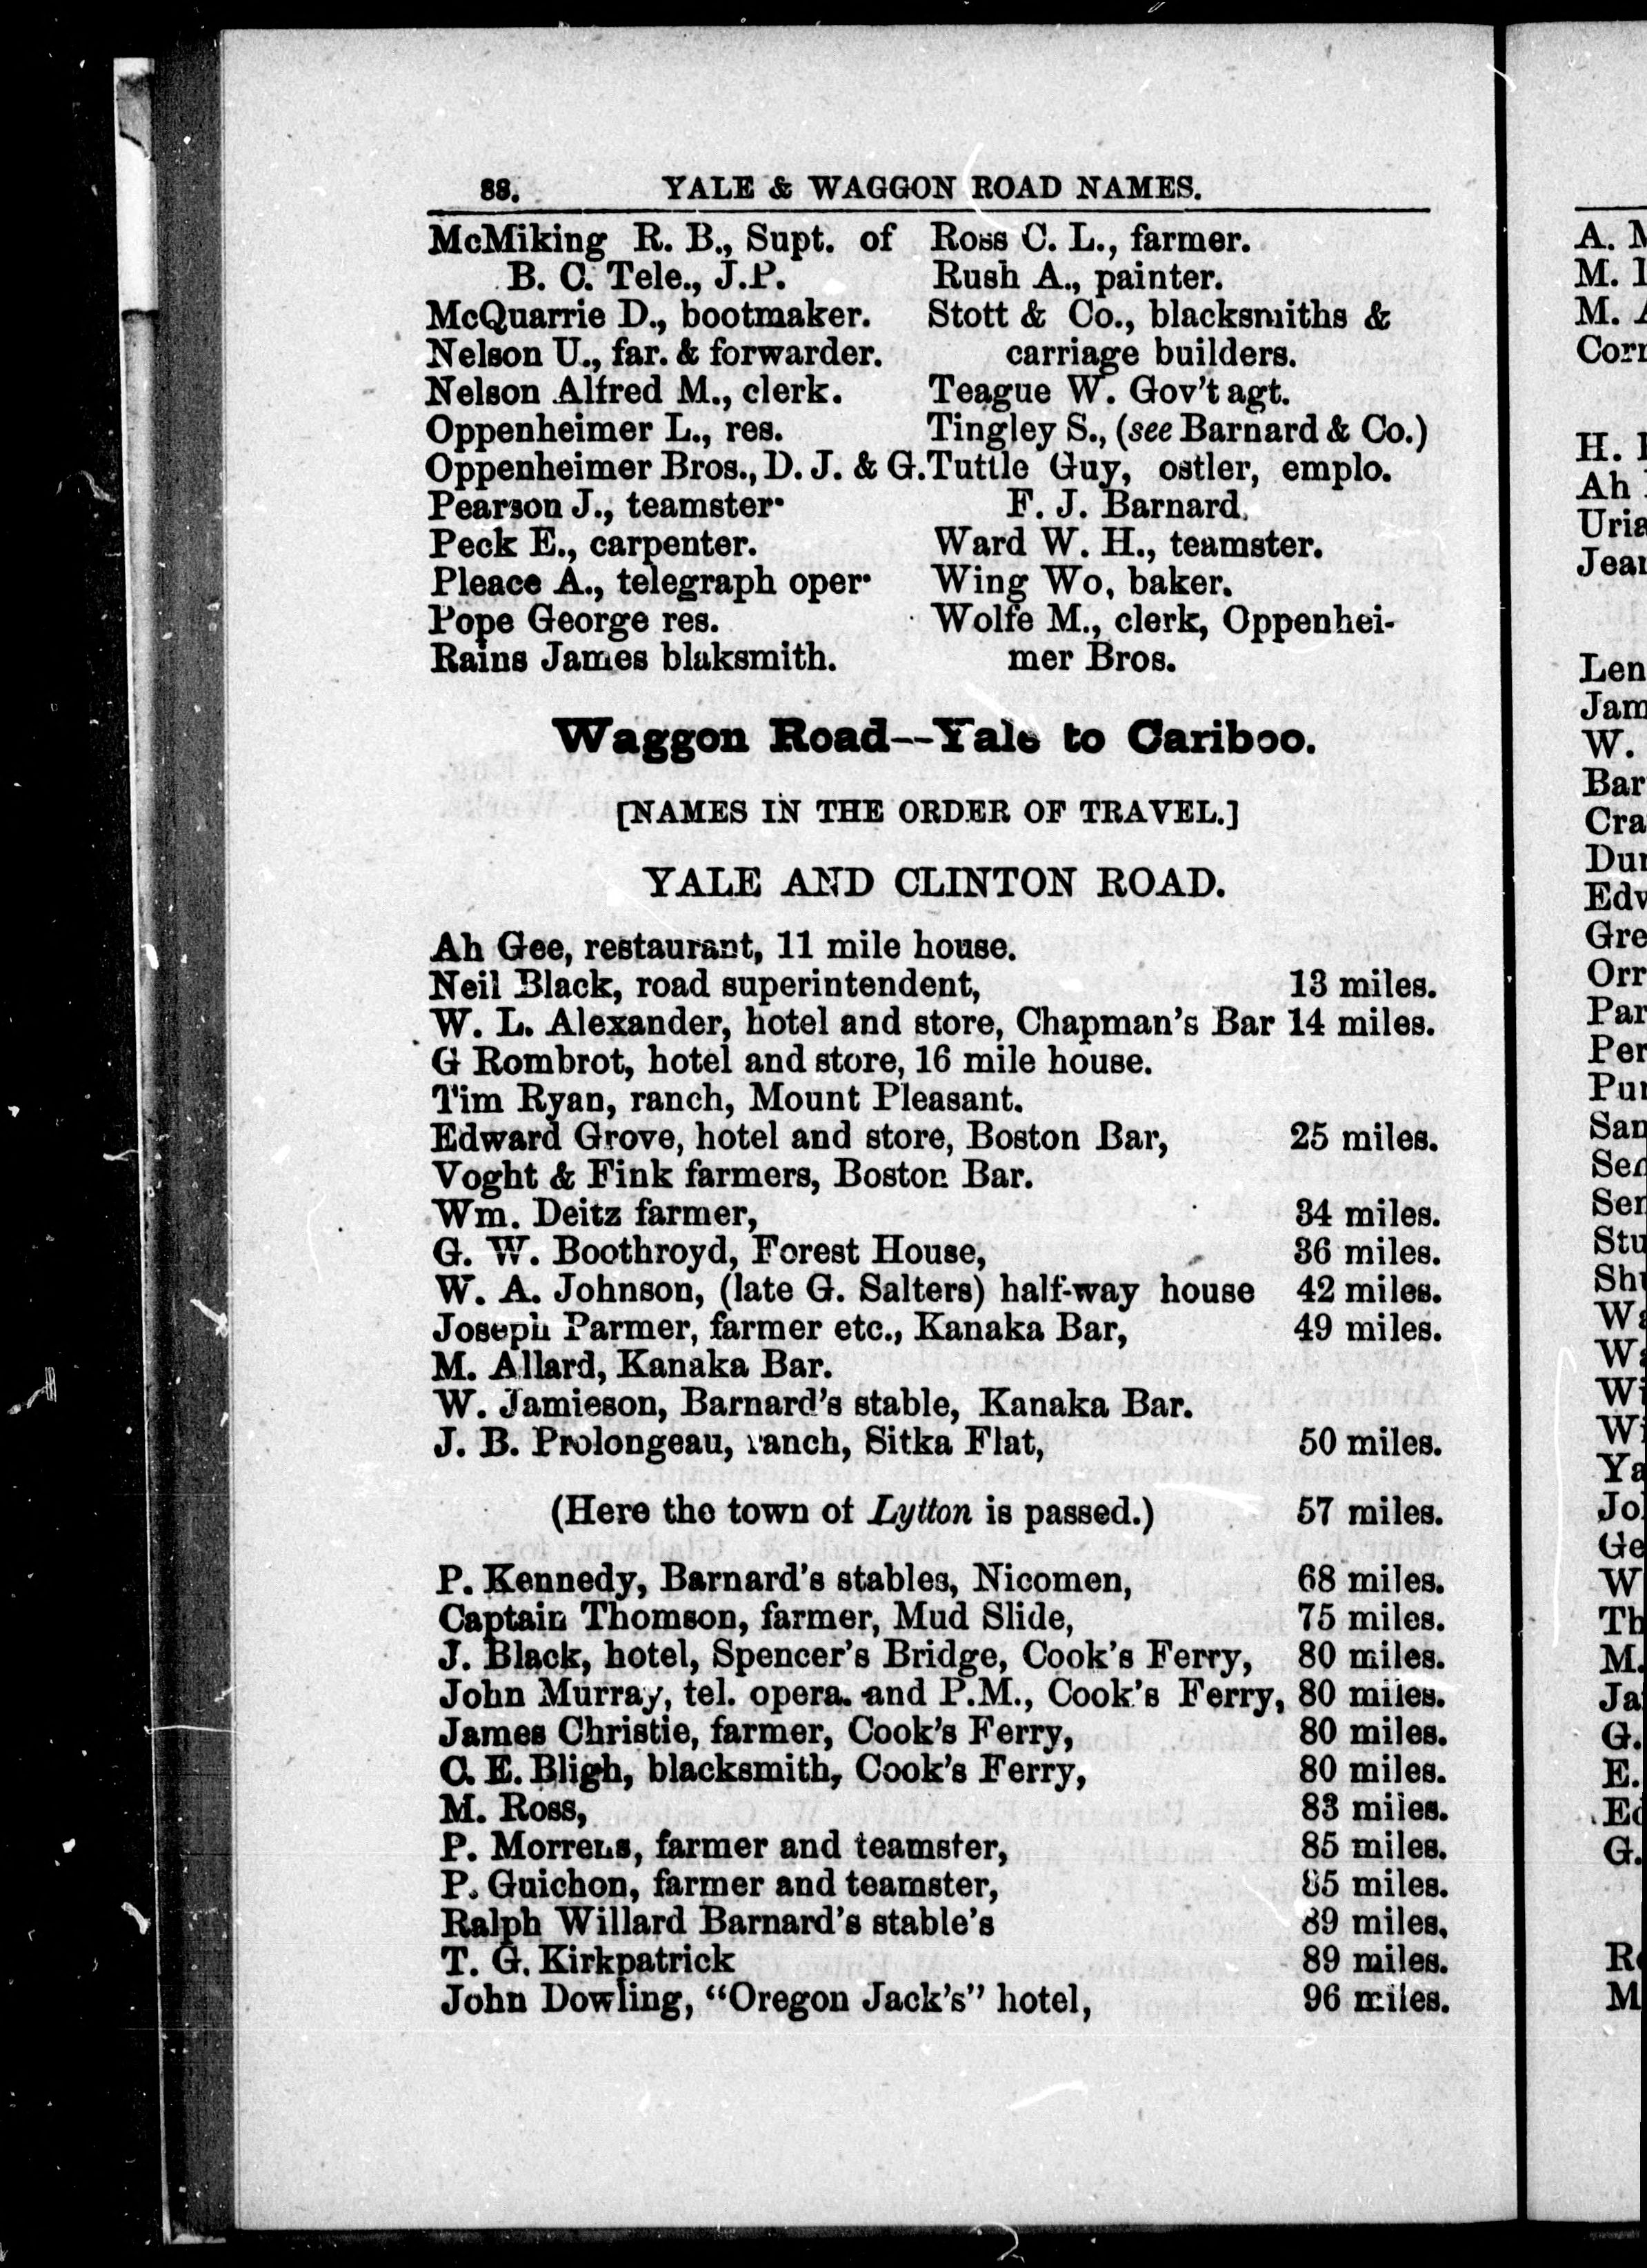 88. YALE & WAGGON ROAD NAMES.
McMiking R. B., Supt. of
B. C. Tele., J.P.
McQuarrie D., bootmaker.
Nelson U., far. & forwarder.
Nelson Alfred M., clerk.
Oppenheimer L., res.
Oppenheimer Bros., D. J. & G.
Pearson J., teamster.
Peck E., carpenter.
Pleace A., telegraph oper.
Pope George res.
Rains James blaksmith.
Ross C. L., farmer.
Rush A., painter.
Stott & Co., blacksmiths &
carriage builders.
Teague W. Gov't agt.
Tingley S., (see Barnard & Co.)
Tuttle Guy, ostler, emplo.
F. J. Barnard.
Ward W. H., teamster.
Wing Wo, baker.
Wolfe M., clerk, Oppenhei-
mer Bros.
Waggon Road--Yale to Cariboo.
[NAMES IN THE ORDER OF TRAVEL.]
YALE AND CLINTON ROAD.
Ah Gee, restaurant, 11 mile house.
Neil Black, road superintendent, 13 miles.
W. L. Alexander, hotel and store, Chapman's Bar 14 miles.
G Rombrot, hotel and store, 16 mile house.
Tim Ryan, ranch, Mount Pleasant.
Edward Grove, hotel and store, Boston Bar, 25 miles.
Voght & Fink farmers, Boston Bar.
Wm. Deitz farmer, 34 miles.
G. W. Boothroyd, Forest House, 36 miles.
W. A. Johnson, (late G. Salters) half-way house 42 miles.
Joseph Parmer, farmer etc., Kanaka Bar, 49 miles.
M. Allard, Kanaka Bar.
W. Jamieson, Barnard's stable, Kanaka Bar.
J. B. Prolongeau, ranch, Sitka Flat, 50 miles.
(Here the town of Lytton is passed.) 57 miles.
P. Kennedy, Barnard's stables, Nicomen, 68 miles.
Captain Thomson, farmer, Mud Slide, 75 miles.
J. Black, hotel, Spencer's Bridge, Cook's Ferry, 80 miles.
John Murray, tel. opera. and P.M., Cook's Ferry, 80 miles.
James Christie, farmer, Cook's Ferry, 80 miles.
C. E. Bligh, blacksmith, Cook's Ferry, 80 miles.
M. Ross, 83 miles.
P. Morrens, farmer and teamster, 85 miles.
P. Guichon, farmer and teamster, 85 miles.
Ralph Willard Barnard's stable's 89 miles.
T. G. Kirkpatrick 89 miles.
John Dowling, "Oregon Jack's" hotel, 96 miles.